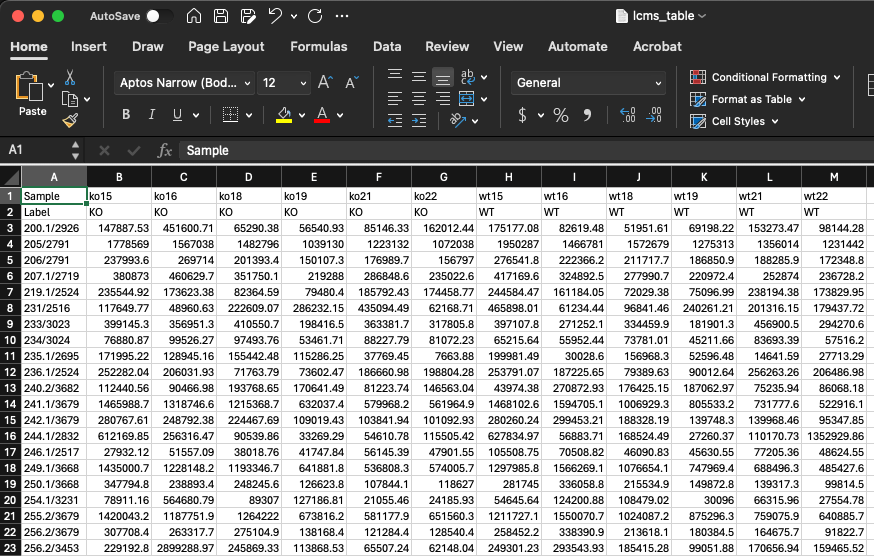 AutoSave lcms_table
Home Insert Draw Page Layout Formulas Data Review View Automate Acrobat
Paste Aptos Narrow (Bod... 12 A^ A˅ ab General Conditional Formatting
Format as Table
B I U A $ % 9 .00 .00 Cell Styles
A1 fx Sample
A B C D E F G H I J K L M
1 Sample ko15 ko16 ko18 ko19 ko21 ko22 wt15 wt16 wt18 wt19 wt21 wt22
2 Label KO KO KO KO KO KO WT WT WT WT WT WT
3 200.1/2926 147887.53 451600.71 65290.38 56540.93 85146.33 162012.44 175177.08 82619.48 51951.61 69198.22 153273.47 98144.28
4 205/2791 1778569 1567038 1482796 1039130 1223132 1072038 1950287 1466781 1572679 1275313 1356014 1231442
5 206/2791 237993.6 269714 201393.4 150107.3 176989.7 156797 276541.8 222366.2 211717.7 186850.9 188285.9 172348.8
6 207.1/2719 380873 460629.7 351750.1 219288 286848.6 235022.6 417169.6 324892.5 277990.7 220972.4 252874 236728.2
7 219.1/2524 235544.92 173623.38 82364.59 79480.4 185792.43 174458.77 244584.47 161184.05 72029.38 75096.99 238194.38 173829.95
8 231/2516 117649.77 48960.63 222609.07 286232.15 435094.49 62168.71 465898.01 61234.44 96841.46 240261.21 201316.15 179437.72
9 233/3023 399145.3 356951.3 410550.7 198416.5 363381.7 317805.8 397107.8 271252.1 334459.9 181901.3 456900.5 294270.6
10 234/3024 76880.87 99526.27 97493.76 53461.71 88227.79 81072.23 65215.64 55952.44 73781.01 45211.66 83693.39 57516.2
11 235.1/2695 171995.22 128945.16 155442.48 115286.25 37769.45 7663.88 199981.49 30028.6 156968.3 52596.48 14641.59 27713.29
12 236.1/2524 252282.04 206031.93 71763.79 73602.47 186660.98 198804.28 253791.07 187225.65 79389.63 90012.64 256263.26 206486.98
13 240.2/3682 112440.56 90466.98 193768.65 170641.49 81223.74 146563.04 43974.38 270872.93 176425.15 187062.97 75235.94 86068.18
14 241.1/3679 1465988.7 1318746.6 1215368.7 632037.4 579968.2 561964.9 1468102.6 1594705.1 1006929.3 805533.2 731777.6 522916.1
15 242.1/3679 280767.61 248792.38 224467.69 109019.43 103841.94 101092.93 280260.24 299453.21 188328.19 139748.3 139968.46 95347.85
16 244.1/2832 612169.85 256316.47 90539.86 33269.29 54610.78 115505.42 627834.97 56883.71 168524.49 27260.37 110170.73 1352929.86
17 246.1/2517 27932.12 51557.09 38018.76 41747.84 56145.39 47901.55 105508.75 70508.82 46090.83 45630.55 77205.36 48624.55
18 249.1/3668 1435000.7 1228148.2 1193346.7 641881.8 536808.3 574005.7 1297985.8 1566269.1 1076654.1 747969.4 688496.3 485427.6
19 250.1/3668 347794.8 238893.4 248245.6 126623.8 107844.1 118627 281745 336058.8 215534.9 149872.8 139317.3 99814.5
20 254.1/3231 78911.16 564680.79 89307 127186.81 21055.46 24185.93 54645.64 124200.88 108479.02 30096 66315.96 27554.78
21 255.2/3679 1420043.2 1187751.9 1264222 673816.2 581177.9 651560.3 1211727.1 1550070.7 1024087.2 875296.3 759075.9 640885.7
22 256.2/3679 307708.4 263317.7 275104.9 138168.4 121284.4 128540.4 258452.2 338390.9 213618.1 180384.5 164675.7 91822.7
23 256.2/3453 229192.8 2899288.97 245869.33 113868.53 65507.24 62148.04 249301.23 293543.93 185415.28 99051.88 170656.94 159465.52